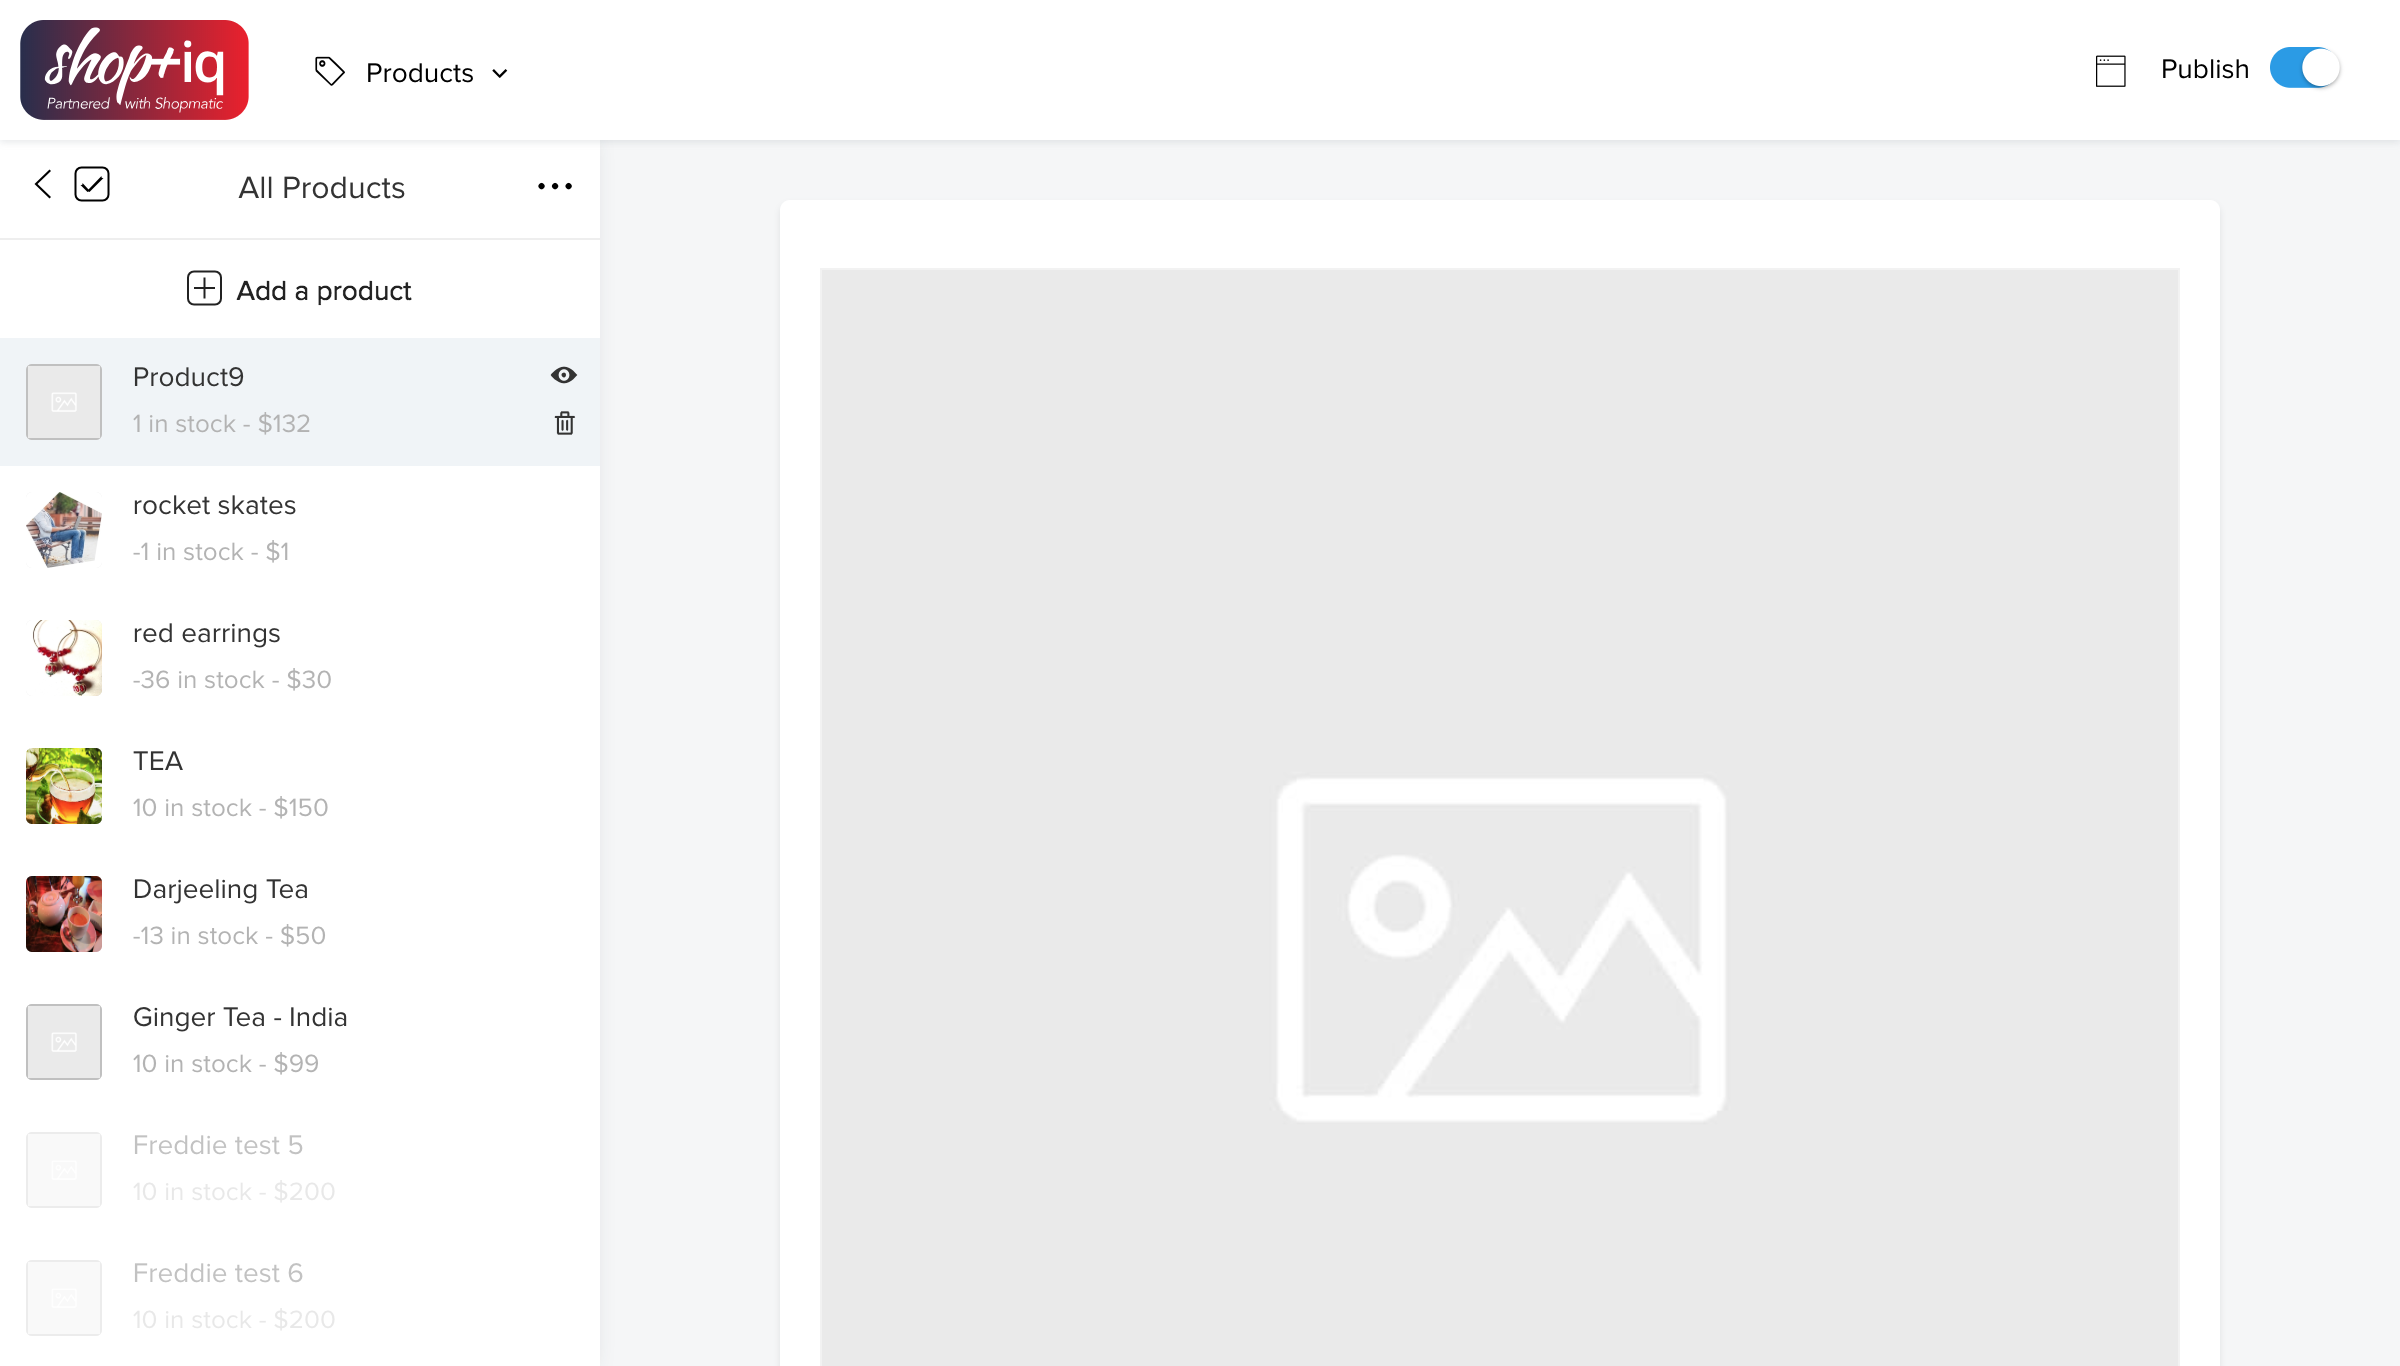 shop+iq
Partnered with Shopmatic
Products
Publish
All Products
Add a product
Product9
1 in stock - $132
rocket skates
-1 in stock - $1
red earrings
-36 in stock - $30
TEA
10 in stock - $150
Darjeeling Tea
-13 in stock - $50
Ginger Tea - India
10 in stock - $99
Freddie test 5
10 in stock - $200
Freddie test 6
10 in stock - $200